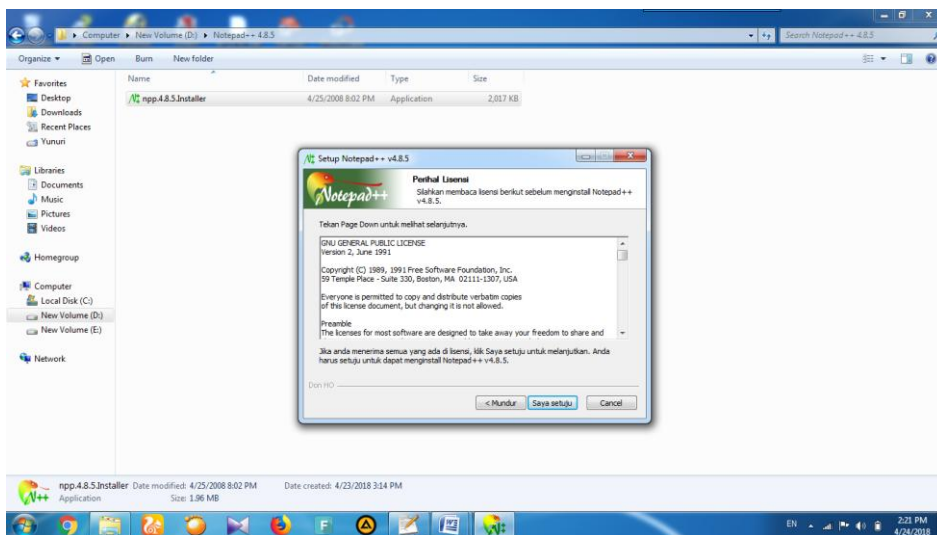 Computer ▸ New Volume (D:) ▸ Notepad++ 4.8.5
Search Notepad++ 4.8.5
Organize Open Burn New folder
Favorites
Desktop
Downloads
Recent Places
Yunuri
Libraries
Documents
Music
Pictures
Videos
Homegroup
Computer
Local Disk (C:)
New Volume (D:)
New Volume (E:)
Network
Name Date modified Type Size
npp.4.8.5.Installer 4/25/2008 8:02 PM Application 2,017 KB
Setup Notepad++ v4.8.5
Notepad++
Perihal Lisensi
Silahkan membaca lisensi berikut sebelum menginstall Notepad++
v4.8.5.
Tekan Page Down untuk melihat selanjutnya.
GNU GENERAL PUBLIC LICENSE
Version 2, June 1991
Copyright (C) 1989, 1991 Free Software Foundation, Inc.
59 Temple Place - Suite 330, Boston, MA 02111-1307, USA
Everyone is permitted to copy and distribute verbatim copies
of this license document, but changing it is not allowed.
Preamble
The licenses for most software are designed to take away your freedom to share and
Jika anda menerima semua yang ada di lisensi, klik Saya setuju untuk melanjutkan. Anda
harus setuju untuk dapat menginstall Notepad++ v4.8.5.
Don HO
< Mundur Saya setuju Cancel
npp.4.8.5.Installer Date modified: 4/25/2008 8:02 PM Date created: 4/23/2018 3:14 PM
Application Size: 1.96 MB
EN 2:21 PM
4/24/2018